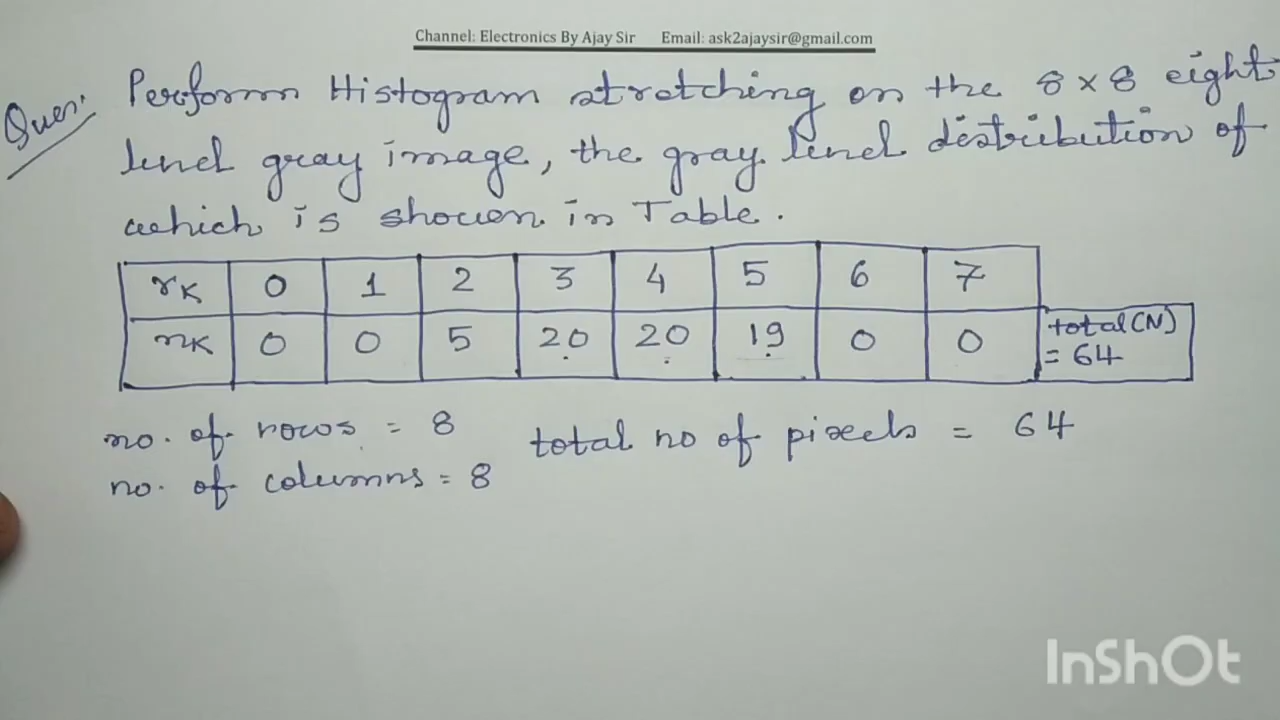 Channel: Electronics By Ajay Sir Email: ask2ajaysir@gmail.com
Ques: Perform Histogram stretching on the 8 × 8 eight
level gray image, the gray level distribution of
which is shown in Table.
rK 0 1 2 3 4 5 6 7
nK 0 0 5 20 20 19 0 0 total(N)
= 64
no. of rows = 8 total no of pixels = 64
no. of columns = 8
InShOt